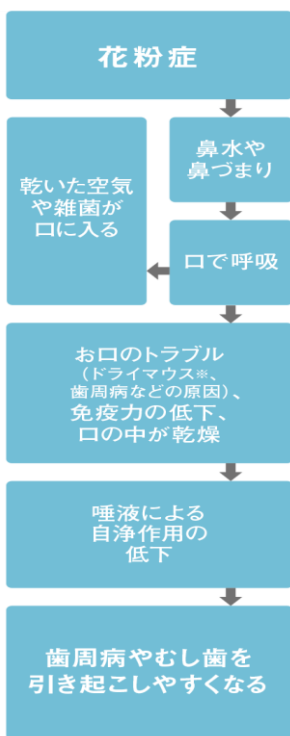 花粉症
鼻水や
鼻づまり
口で呼吸
乾いた空気
や雑菌が
口に入る
お口のトラブル
（ドライマウス※、
歯周病などの原因）、
免疫力の低下、
口の中が乾燥
唾液による
自浄作用の
低下
歯周病やむし歯を
引き起こしやすくなる